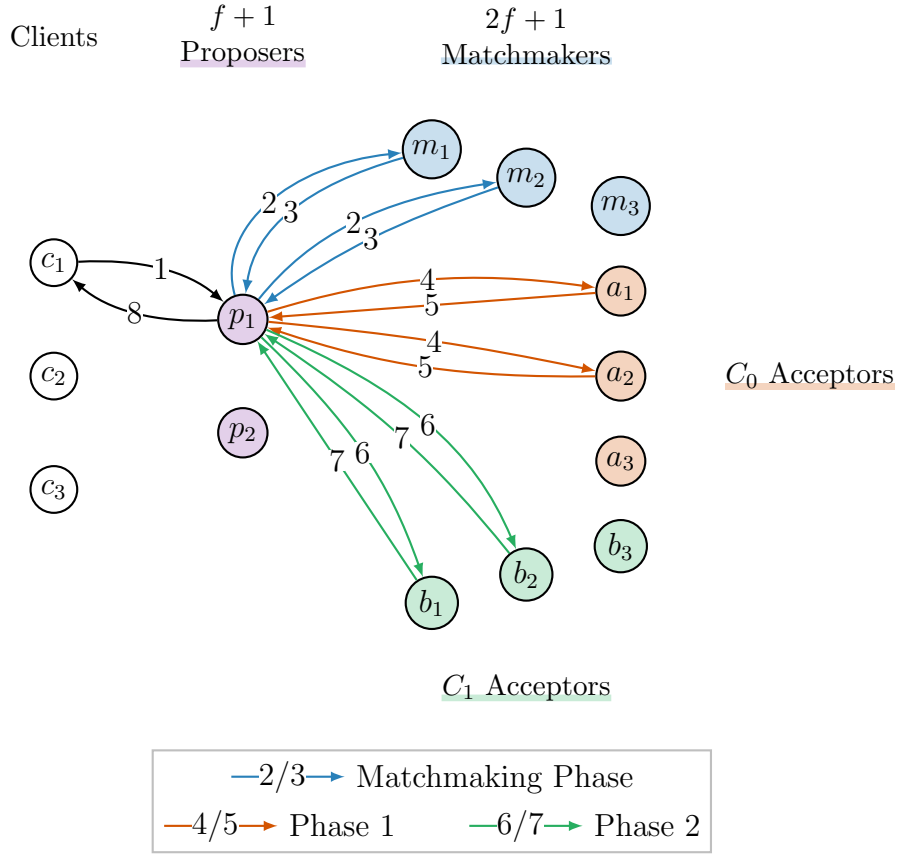 Clients
f + 1
Proposers
2f + 1
Matchmakers
m₁
m₂
m₃
2
3
2
3
c₁
1
8
p₁
4
5
4
5
a₁
a₂
C₀ Acceptors
c₂
p₂
6
7
6
7
a₃
c₃
b₃
b₂
b₁
C₁ Acceptors
2/3 Matchmaking Phase
4/5 Phase 1 6/7 Phase 2